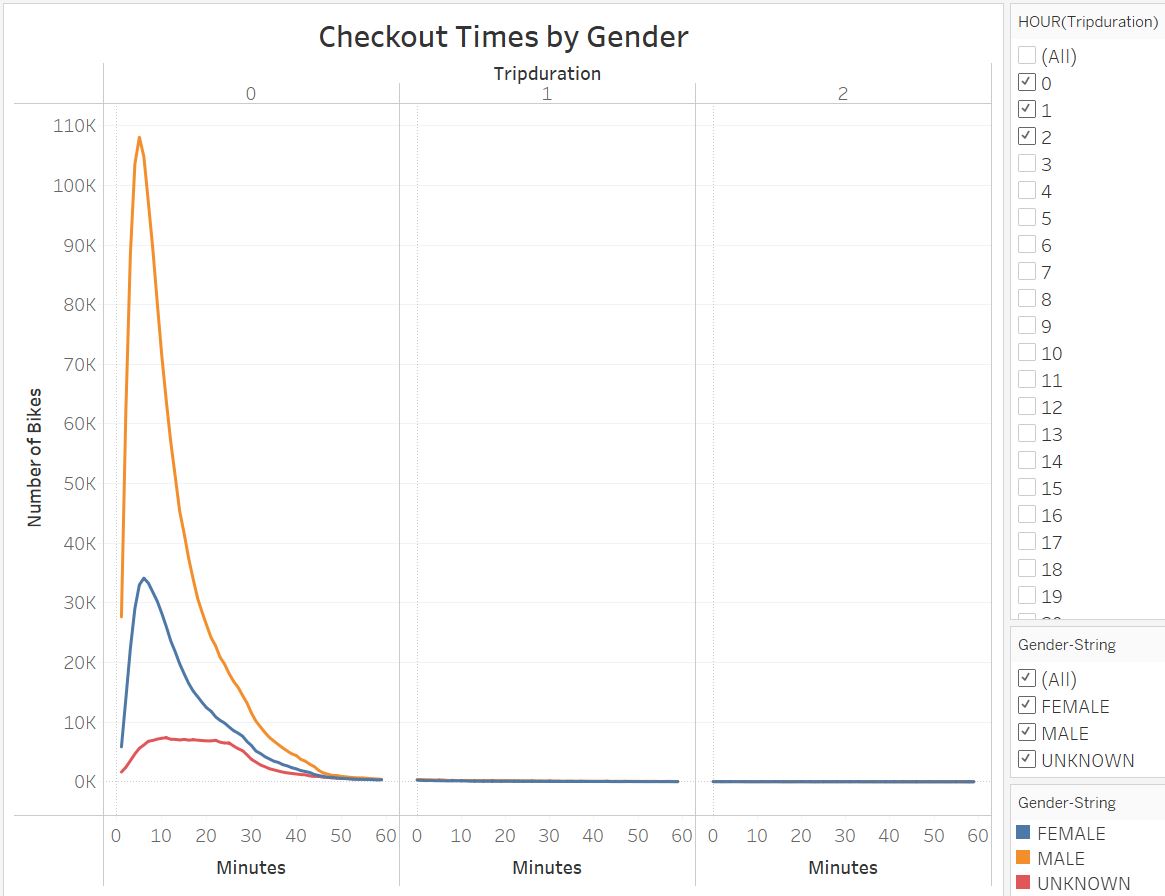 Checkout Times by Gender
Tripduration
0 1 2
110K
100K
90K
80K
70K
60K
50K
40K
30K
20K
10K
0K
Number of Bikes
0 10 20 30 40 50 60 0 10 20 30 40 50 60 0 10 20 30 40 50 60
Minutes Minutes Minutes
HOUR(Tripduration)
(All)
0
1
2
3
4
5
6
7
8
9
10
11
12
13
14
15
16
17
18
19
Gender-String
(All)
FEMALE
MALE
UNKNOWN
Gender-String
FEMALE
MALE
UNKNOWN